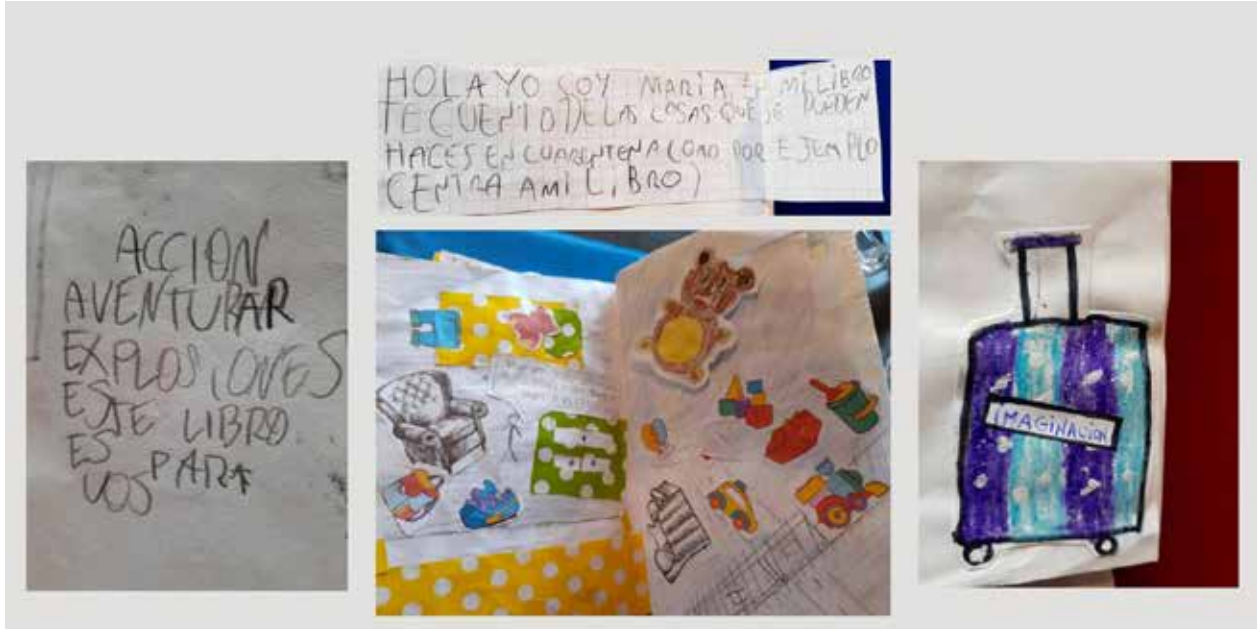 ACCION
AVENTURAR
EXPLOSIONES
ESTE LIBRO
ES PARA
VOS
HOLA YO SOY MARIA EN MI LIBRO
TE CUENTO DE LAS COSAS QUE SE PUEDEN
HACES EN CUARENTENA COMO POR EJEMPLO
CENTRA A MI LIBRO)
IMAGINACION